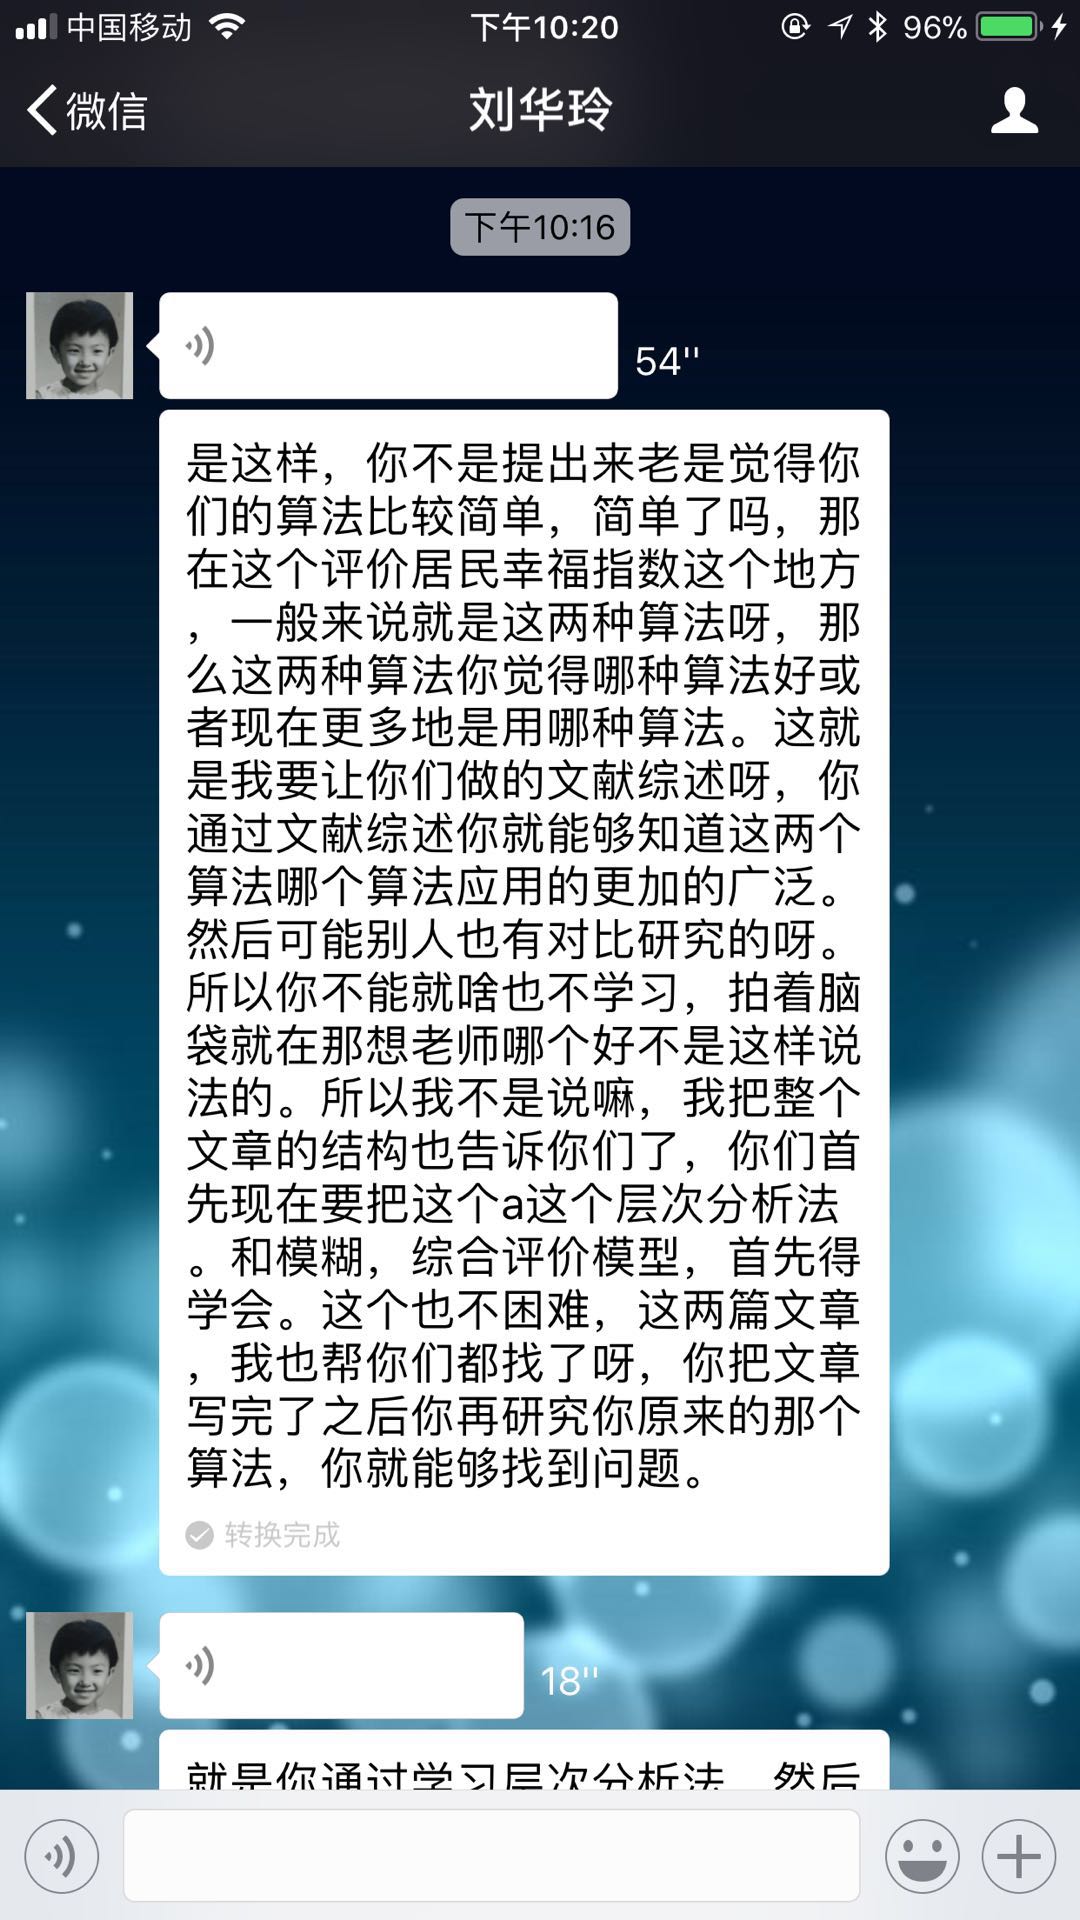 中国移动 下午10:20 96%
微信 刘华玲
下午10:16
54''
是这样，你不是提出来老是觉得你
们的算法比较简单，简单了吗，那
在这个评价居民幸福指数这个地方
，一般来说就是这两种算法呀，那
么这两种算法你觉得哪种算法好或
者现在更多地是用哪种算法。这就
是我要让你们做的文献综述呀，你
通过文献综述你就能够知道这两个
算法哪个算法应用的更加的广泛。
然后可能别人也有对比研究的呀。
所以你不能就啥也不学习，拍着脑
袋就在那想老师哪个好不是这样说
法的。所以我不是说嘛，我把整个
文章的结构也告诉你们了，你们首
先现在要把这个a这个层次分析法
。和模糊，综合评价模型，首先得
学会。这个也不困难，这两篇文章
，我也帮你们都找了呀，你把文章
写完了之后你再研究你原来的那个
算法，你就能够找到问题。
转换完成
18''
就是你通过学习层次分析法，然后